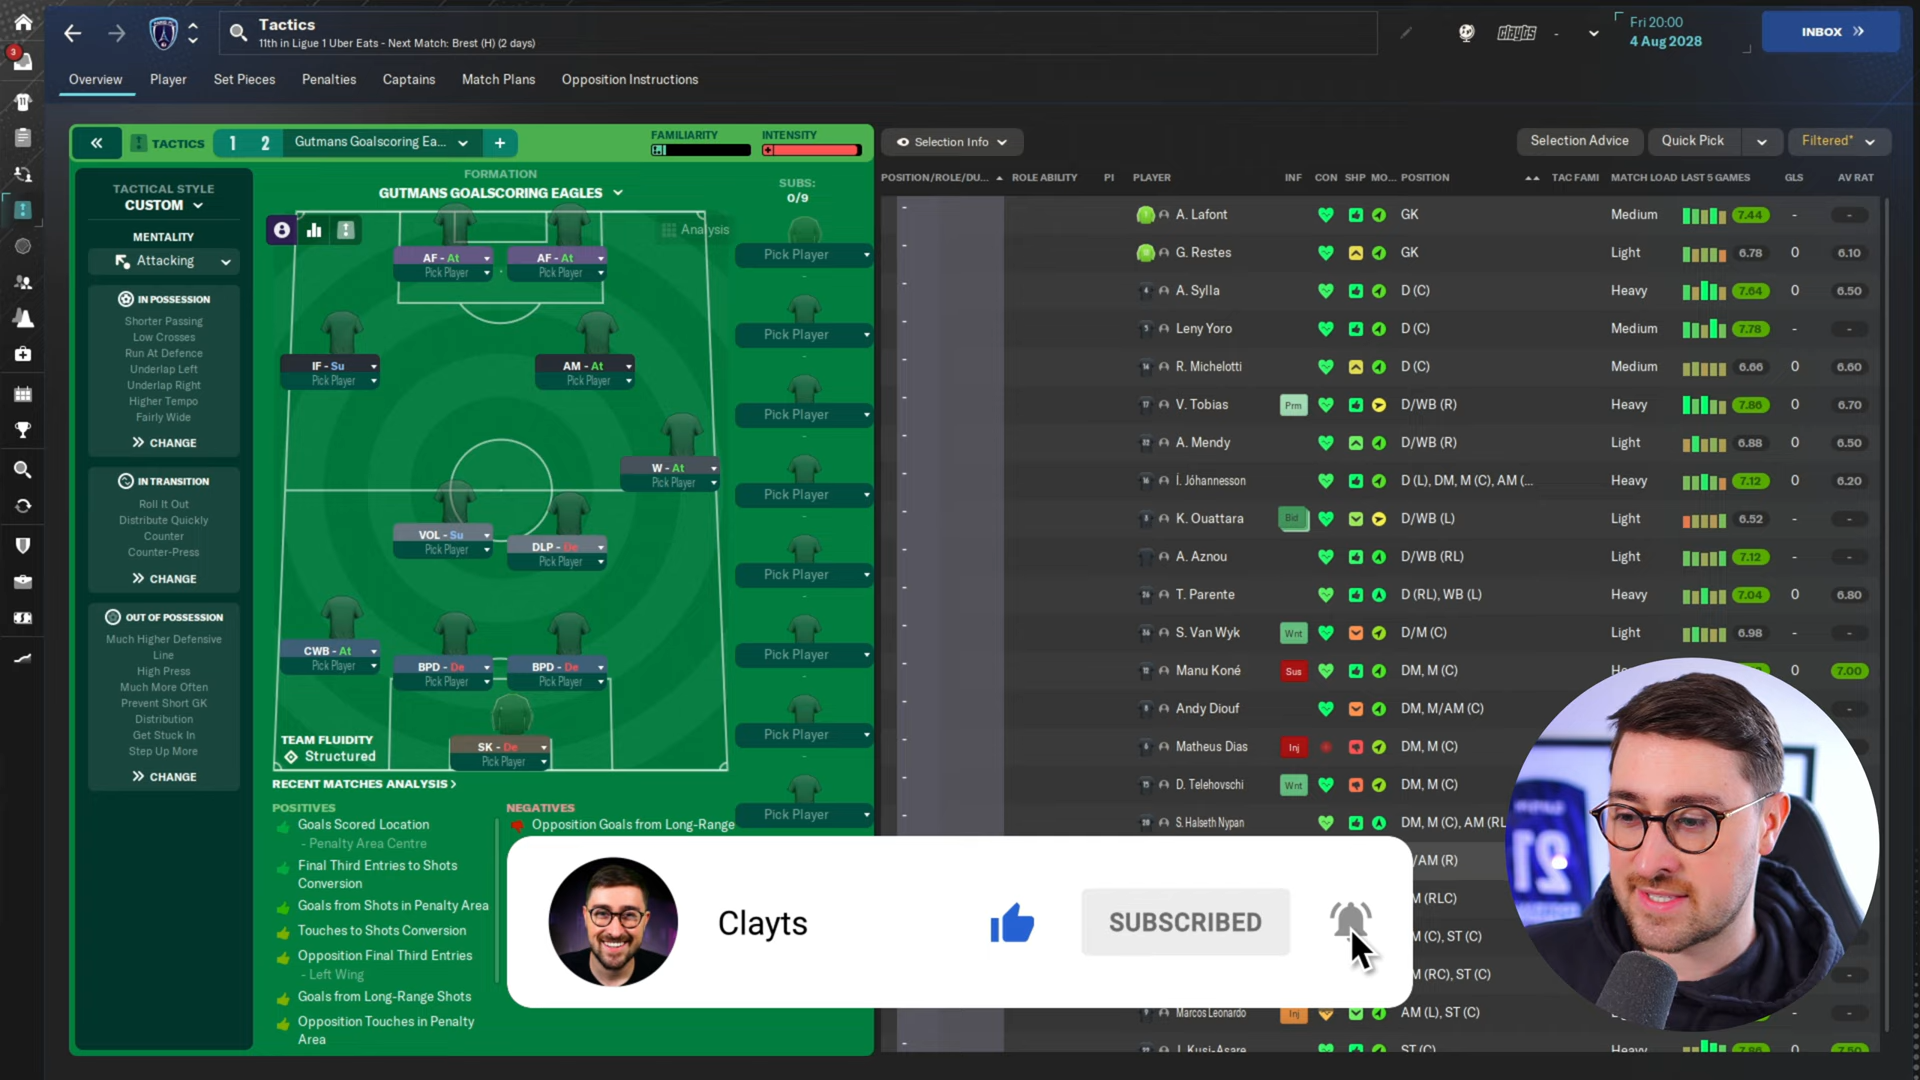 Tactics
11th in Ligue 1 Uber Eats - Next Match: Brest (H) (2 days)
clayts
-
Fri 20:00
4 Aug 2028
INBOX
3
Overview
Player
Set Pieces
Penalties
Captains
Match Plans
Opposition Instructions
TACTICS
1
2
Gutmans Goalscoring Ea...
+
FAMILIARITY
INTENSITY
TACTICAL STYLE
CUSTOM
MENTALITY
Attacking
IN POSSESSION
Shorter Passing
Low Crosses
Run At Defence
Underlap Left
Underlap Right
Higher Tempo
Fairly Wide
CHANGE
IN TRANSITION
Roll It Out
Distribute Quickly
Counter
Counter-Press
CHANGE
OUT OF POSSESSION
Much Higher Defensive
Line
High Press
Much More Often
Prevent Short GK
Distribution
Get Stuck In
Step Up More
CHANGE
FORMATION
GUTMANS GOALSCORING EAGLES
Analysis
AF - At
Pick Player
AF - At
Pick Player
IF - Su
Pick Player
AM - At
Pick Player
W - At
Pick Player
VOL - Su
Pick Player
DLP - De
Pick Player
CWB - At
Pick Player
BPD - De
Pick Player
BPD - De
Pick Player
SK - De
Pick Player
TEAM FLUIDITY
Structured
SUBS:
0/9
Pick Player
-
Pick Player
-
Pick Player
-
Pick Player
-
Pick Player
-
Pick Player
-
Pick Player
-
Pick Player
RECENT MATCHES ANALYSIS >
POSITIVES
Goals Scored Location
- Penalty Area Centre
Final Third Entries to Shots
Conversion
Goals from Shots in Penalty Area
Touches to Shots Conversion
Opposition Final Third Entries
- Left Wing
Goals from Long-Range Shots
Opposition Touches in Penalty
Area
NEGATIVES
Opposition Goals from Long-Range
Selection Info
Selection Advice
Quick Pick
Filtered*
POSITION/ROLE/DU... ROLE ABILITY PI PLAYER INF CON SHP MO... POSITION TAC FAMI MATCH LOAD LAST 5 GAMES GLS AV RAT
- A. Lafont GK Medium 7.44 - -
- G. Restes GK Light 6.78 - 6.10
- A. Sylla D (C) Heavy 7.64 0 6.50
- Leny Yoro D (C) Medium 7.78 - -
- R. Michelotti D (C) Medium 6.66 0 6.60
- V. Tobias Prm D/WB (R) Heavy 7.86 0 6.70
- A. Mendy D/WB (R) Light 6.88 0 6.50
- Í. Jóhannesson D (L), DM, M (C), AM (... Heavy 7.12 0 6.20
- K. Ouattara Bid D/WB (L) Light 6.52 - -
- A. Aznou D/WB (RL) Light 7.12 - -
- T. Parente D (RL), WB (L) Heavy 7.04 0 6.80
- S. Van Wyk Wnt D/M (C) Light 6.98 - -
- Manu Koné Sus DM, M (C) 0 7.00
- Andy Diouf DM, M/AM (C) -
- Matheus Dias Inj DM, M (C)
- D. Telehovschi Wnt DM, M (C)
- S. Halseth Nypan DM, M (C), AM (RL
/AM (R)
M (RLC)
M (C), ST (C)
M (RC), ST (C) -
Marcos Leonardo Inj AM (L), ST (C)
- J. Kusi-Asare ST (C) Heavy 7.86 0 7.50
Clayts
SUBSCRIBED
21